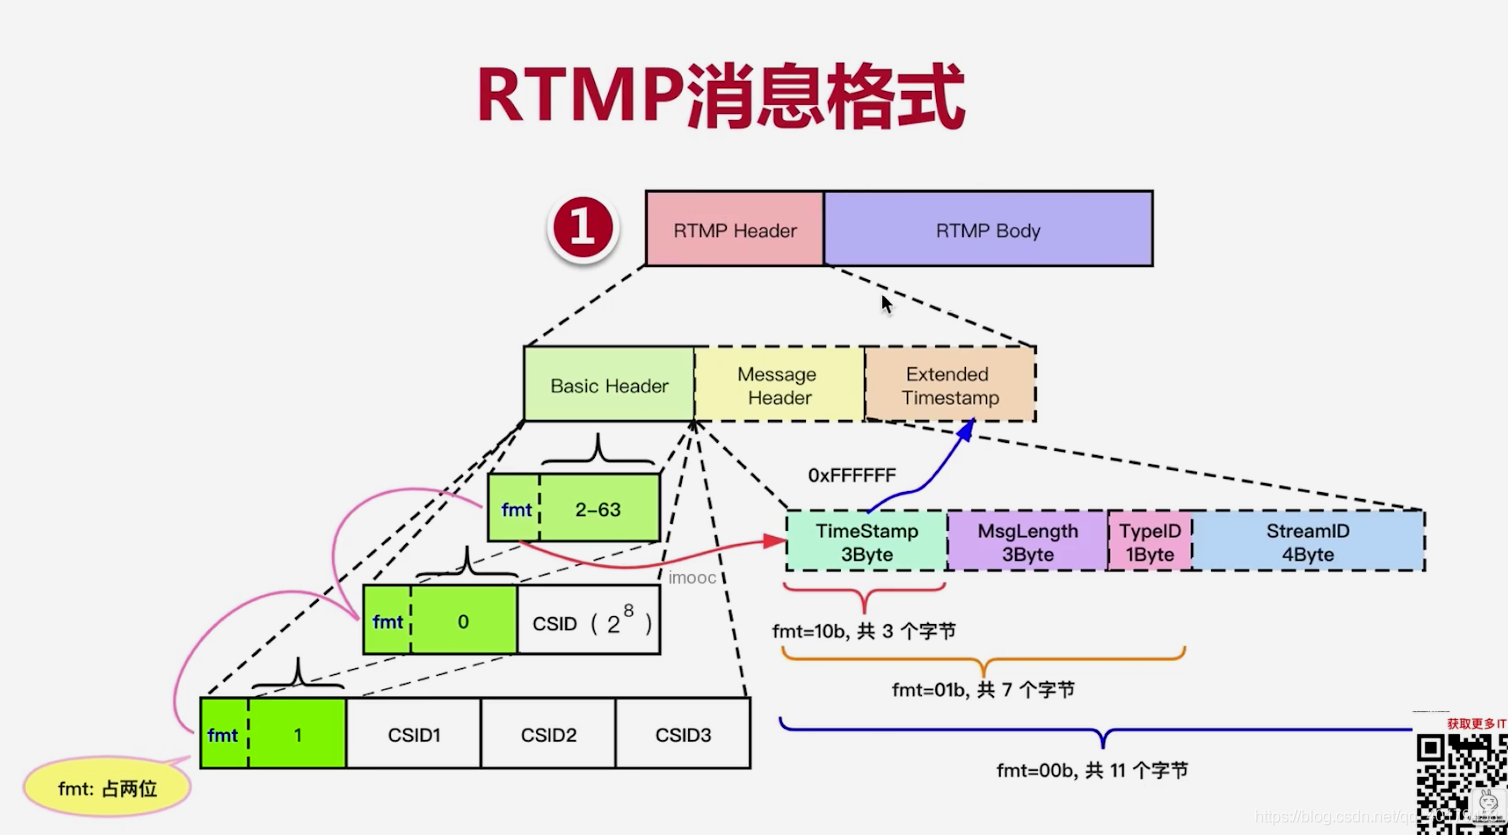 RTMP消息格式
1
RTMP Header
RTMP Body
Basic Header
Message
Header
Extended
Timestamp
fmt
2-63
0xFFFFFF
TimeStamp
3Byte
MsgLength
3Byte
TypeID
1Byte
StreamID
4Byte
imooc
fmt
0
CSID ( 2^8 )
fmt=10b, 共 3 个字节
fmt=01b, 共 7 个字节
fmt
1
CSID1
CSID2
CSID3
fmt=00b, 共 11 个字节
fmt: 占两位
获取更多IT
https://blog.csdn.net/